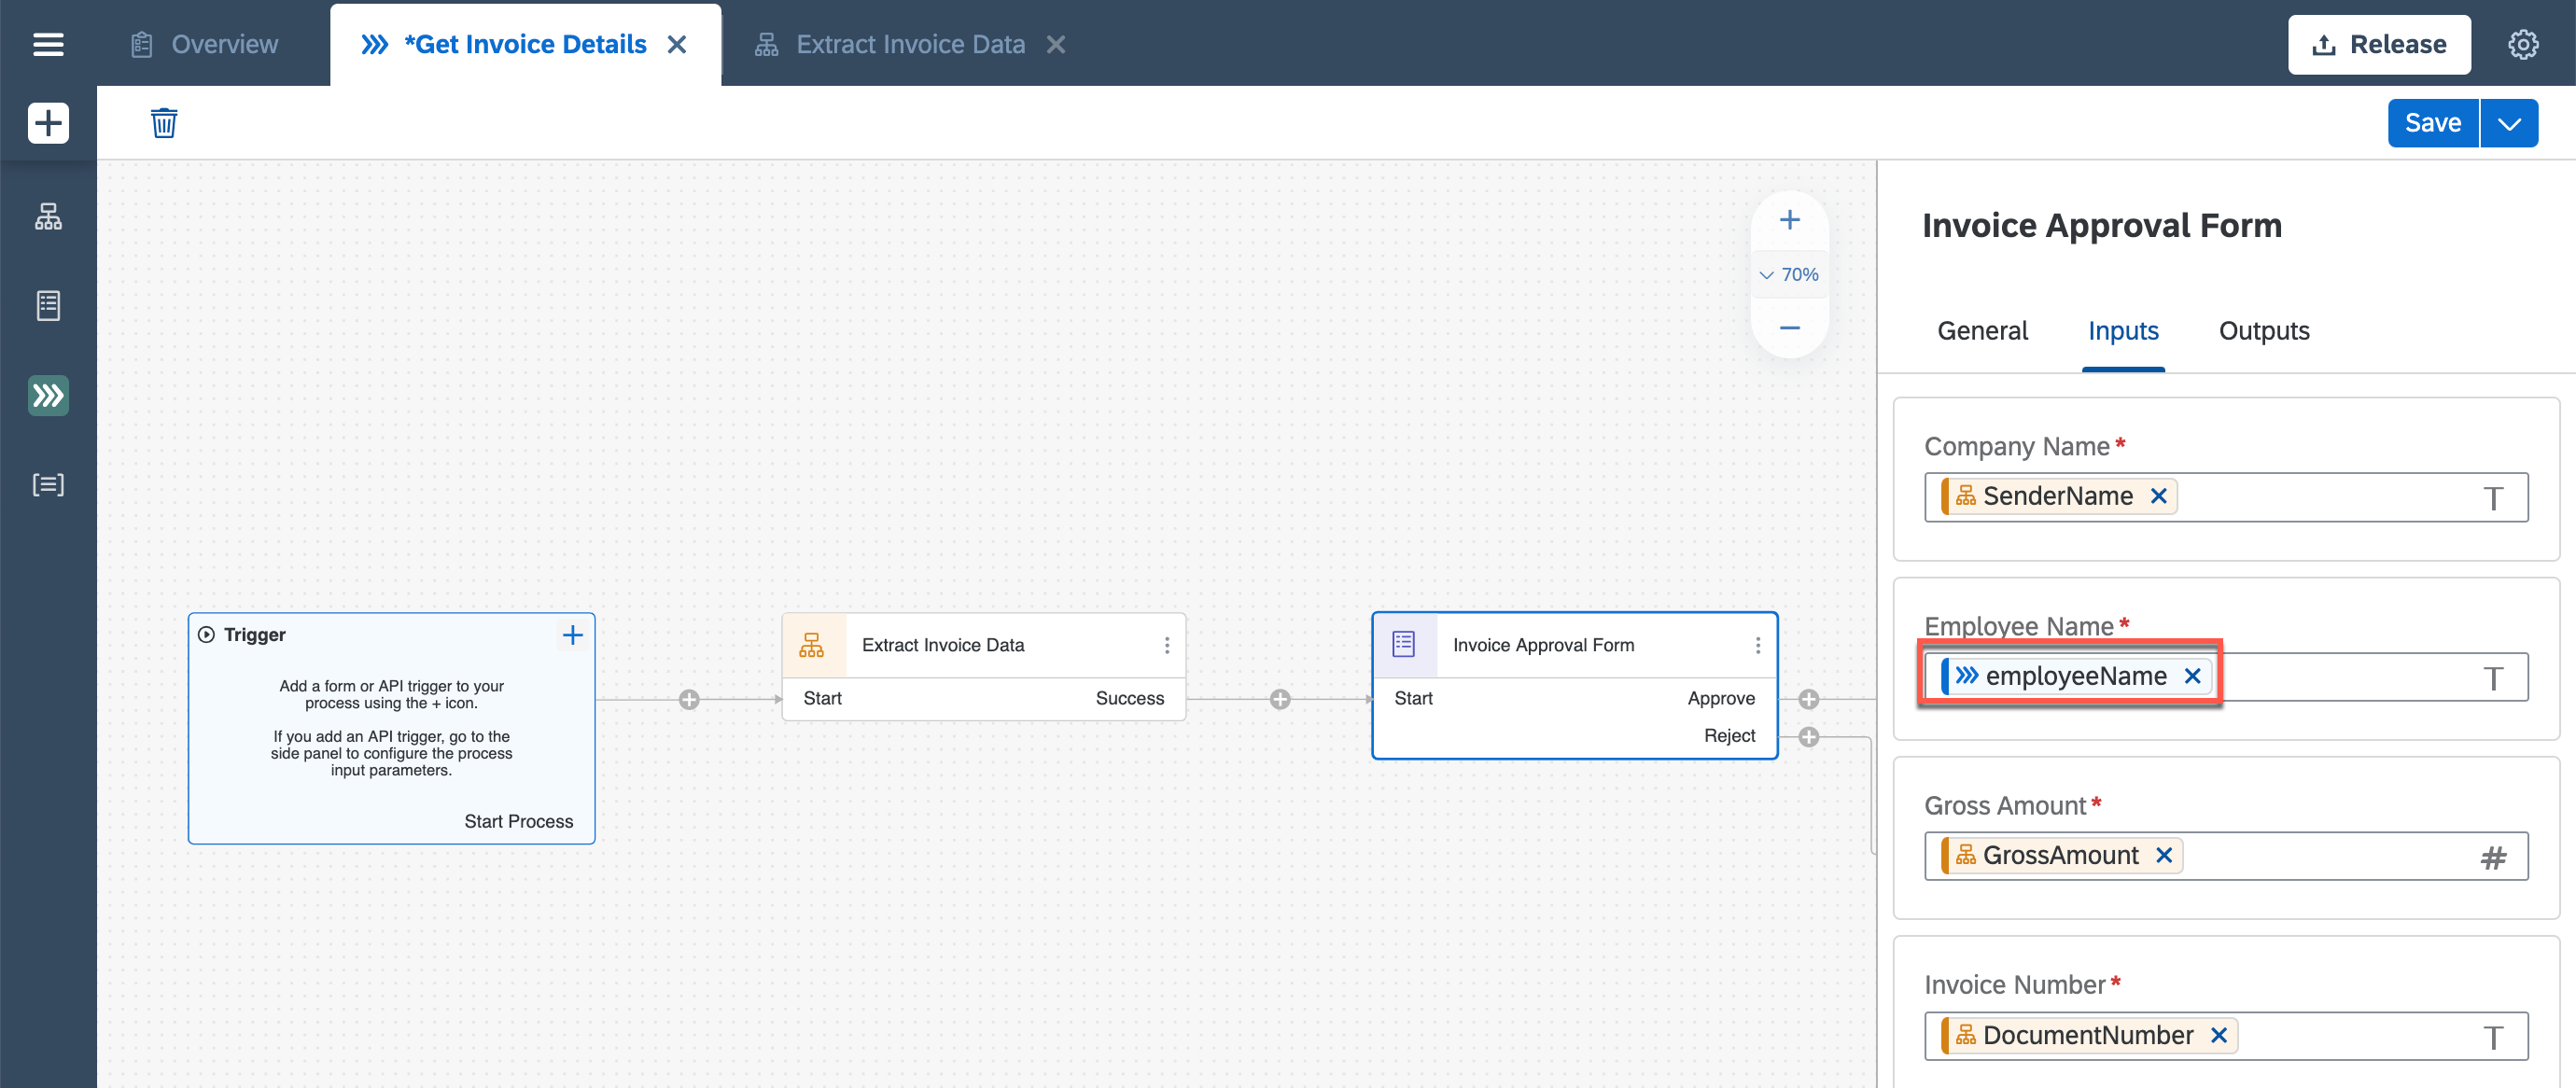 Overview
*Get Invoice Details
Extract Invoice Data
Release
Save
70%
Trigger
Add a form or API trigger to your
process using the + icon.
If you add an API trigger, go to the
side panel to configure the process
input parameters.
Start Process
Extract Invoice Data
Start Success
Invoice Approval Form
Start Approve
Reject
Invoice Approval Form
General Inputs Outputs
Company Name*
SenderName T
Employee Name*
employeeName T
Gross Amount*
GrossAmount #
Invoice Number*
DocumentNumber T